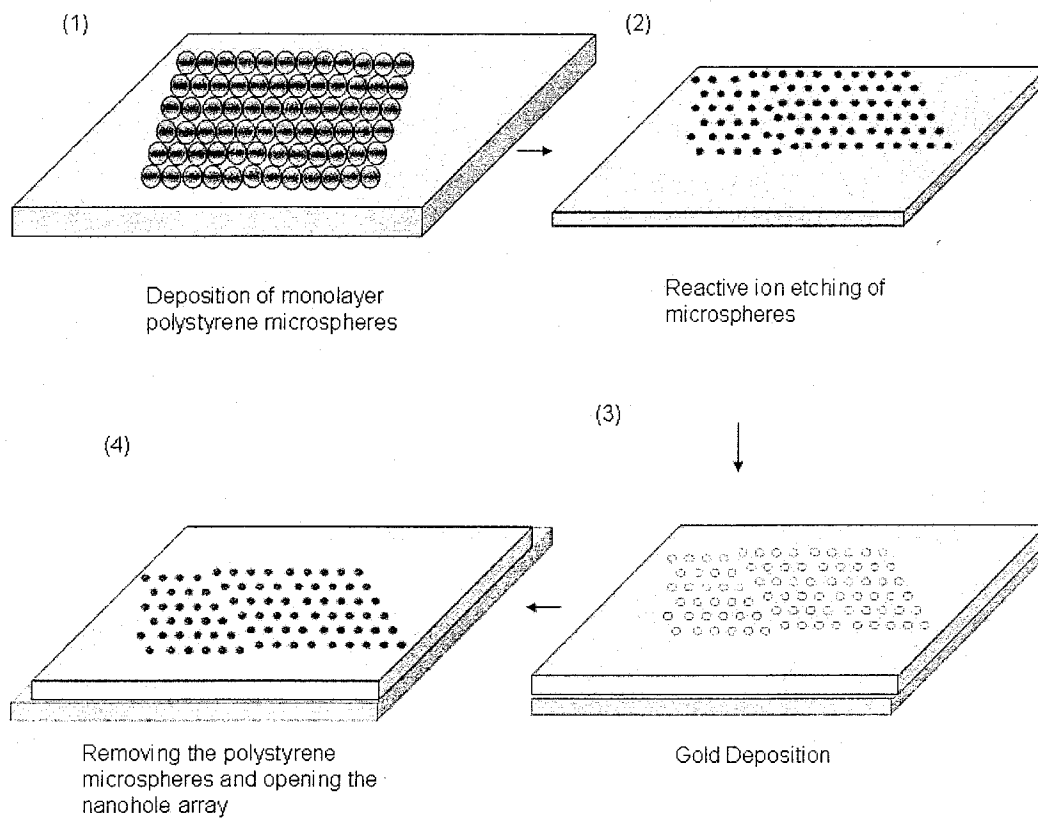 (1)
Deposition of monolayer
polystyrene microspheres
(2)
Reactive ion etching of
microspheres
(3)
Gold Deposition
(4)
Removing the polystyrene
microspheres and opening the
nanohole array